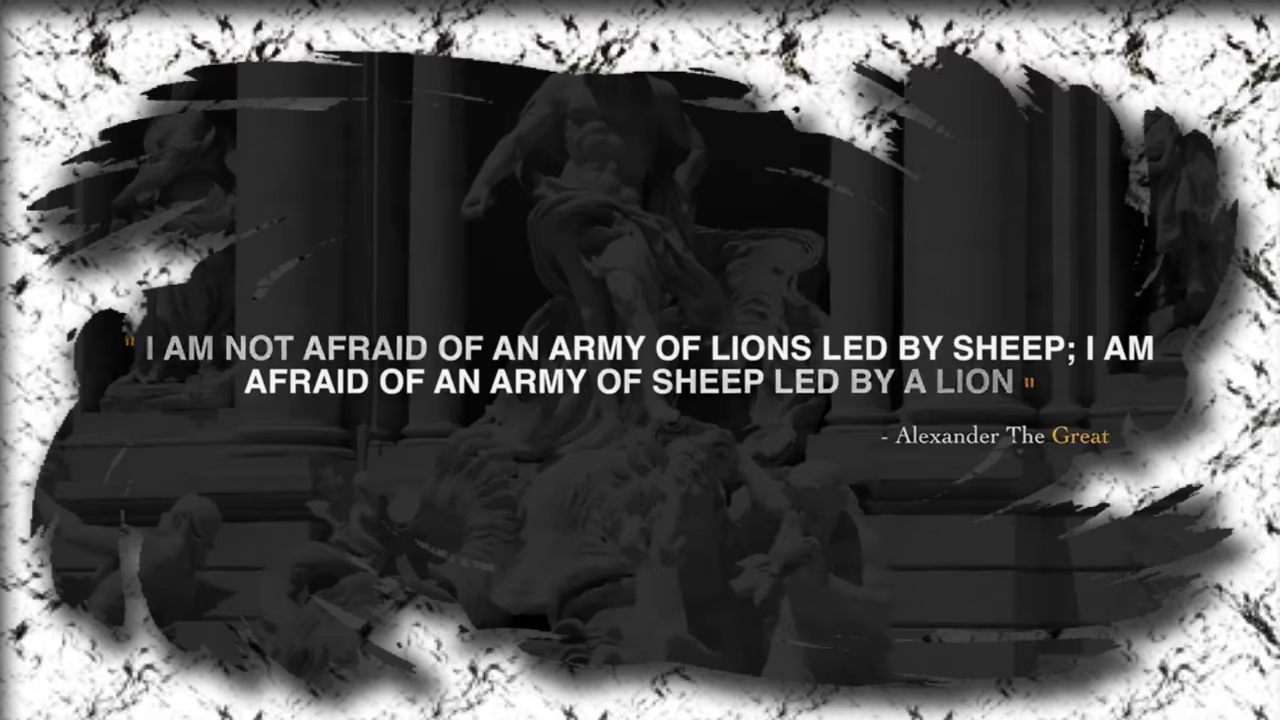 " I AM NOT AFRAID OF AN ARMY OF LIONS LED BY SHEEP; I AM
AFRAID OF AN ARMY OF SHEEP LED BY A LION "
- Alexander The Great